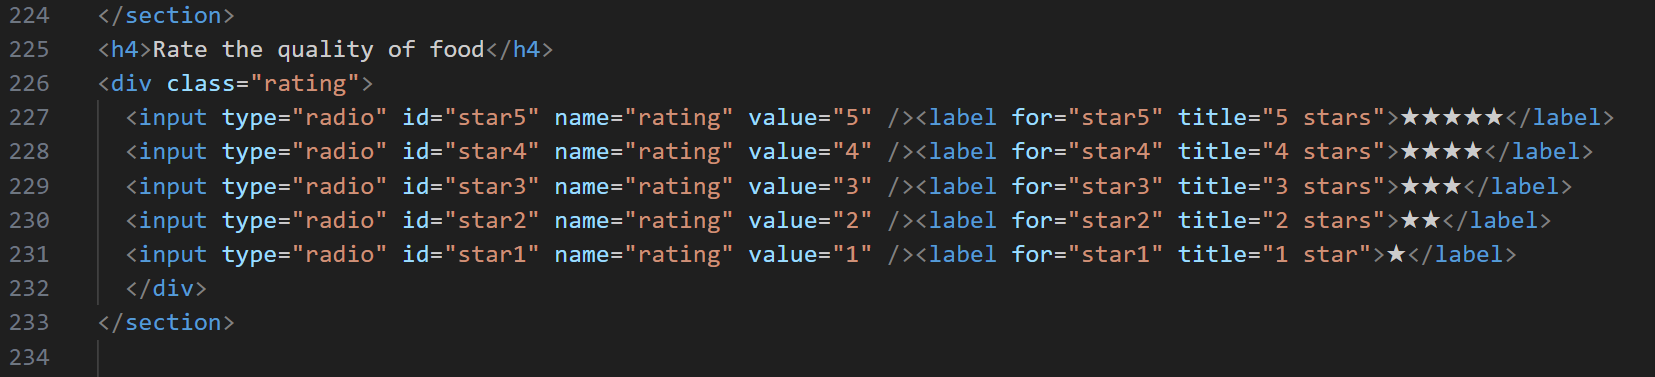 224 </section>
225 <h4>Rate the quality of food</h4>
226 <div class="rating">
227 <input type="radio" id="star5" name="rating" value="5" /><label for="star5" title="5 stars">★★★★★</label>
228 <input type="radio" id="star4" name="rating" value="4" /><label for="star4" title="4 stars">★★★★</label>
229 <input type="radio" id="star3" name="rating" value="3" /><label for="star3" title="3 stars">★★★</label>
230 <input type="radio" id="star2" name="rating" value="2" /><label for="star2" title="2 stars">★★</label>
231 <input type="radio" id="star1" name="rating" value="1" /><label for="star1" title="1 star">★</label>
232 </div>
233 </section>
234